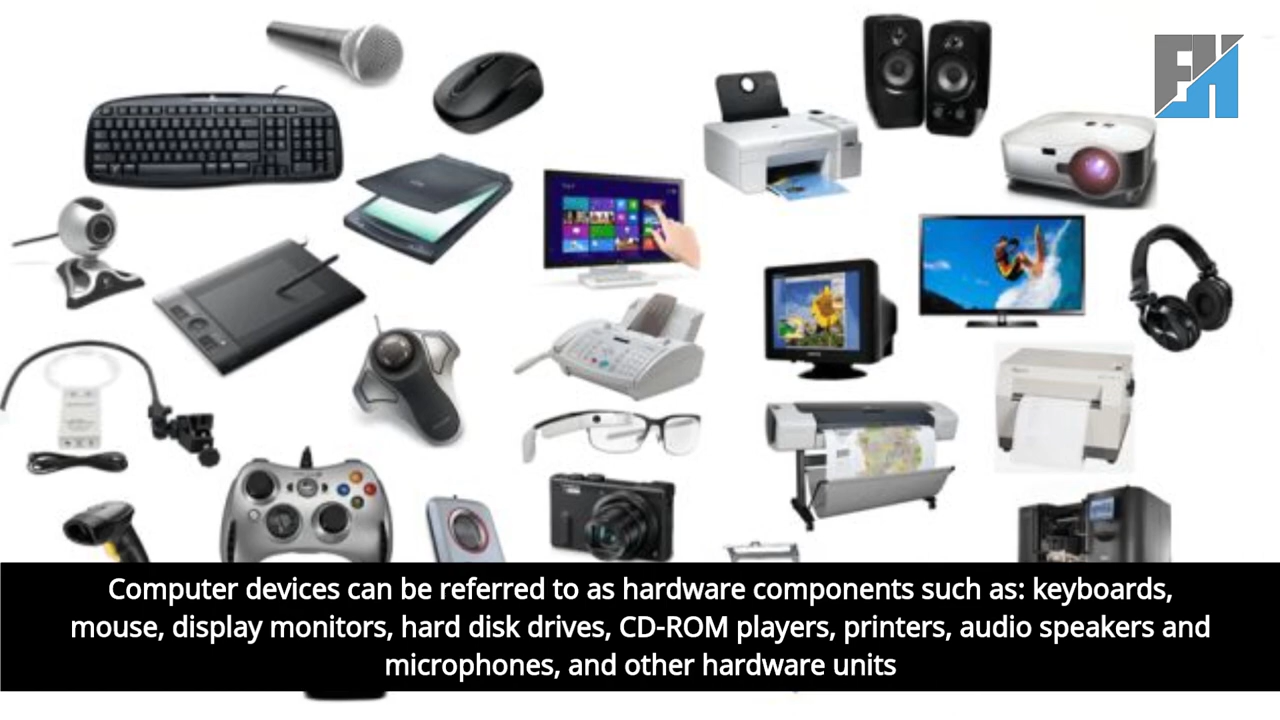 EK
Computer devices can be referred to as hardware components such as: keyboards,
mouse, display monitors, hard disk drives, CD-ROM players, printers, audio speakers and
microphones, and other hardware units